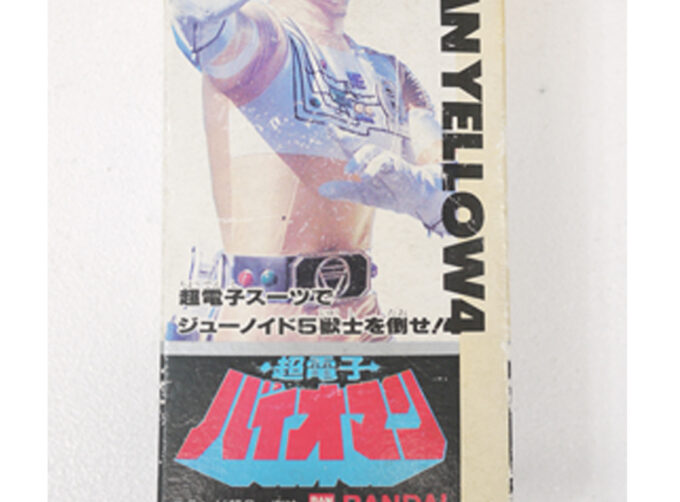 AN YELLOW4
超電子スーツで
ジューノイド5獣士を倒せ!
超電子
バイオマン
BAN
BANDAI